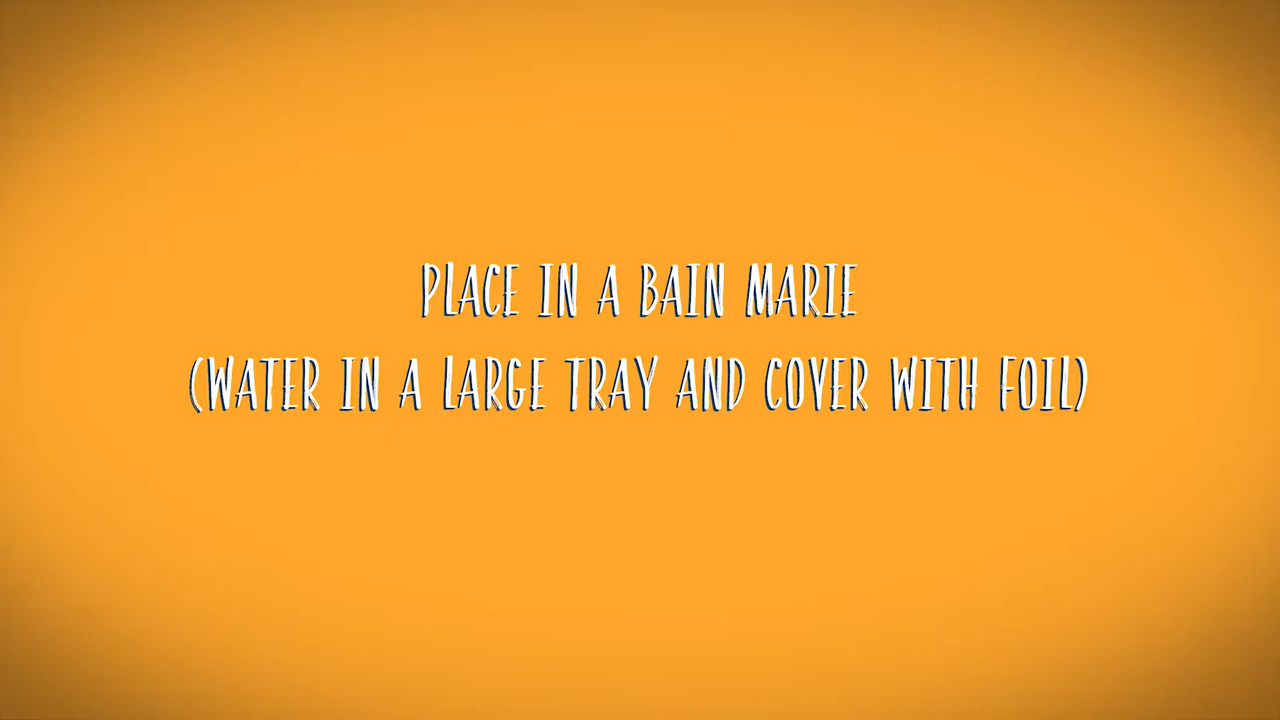 PLACE IN A BAIN MARIE
(WATER IN A LARGE TRAY AND COVER WITH FOIL)